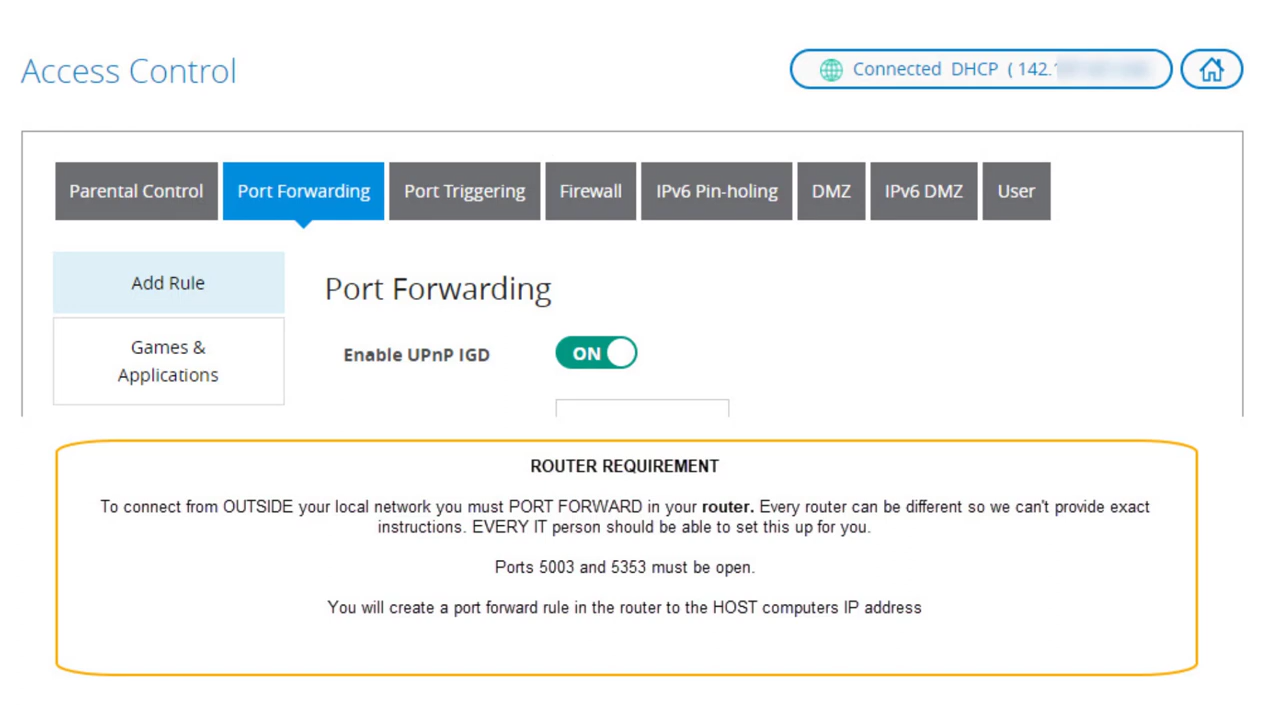 Access Control
Connected DHCP ( 142.
Parental Control
Port Forwarding
Port Triggering
Firewall
IPv6 Pin-holing
DMZ
IPv6 DMZ
User
Add Rule
Games &
Applications
Port Forwarding
Enable UPnP IGD
ON
ROUTER REQUIREMENT
To connect from OUTSIDE your local network you must PORT FORWARD in your router. Every router can be different so we can't provide exact
instructions. EVERY IT person should be able to set this up for you.
Ports 5003 and 5353 must be open.
You will create a port forward rule in the router to the HOST computers IP address